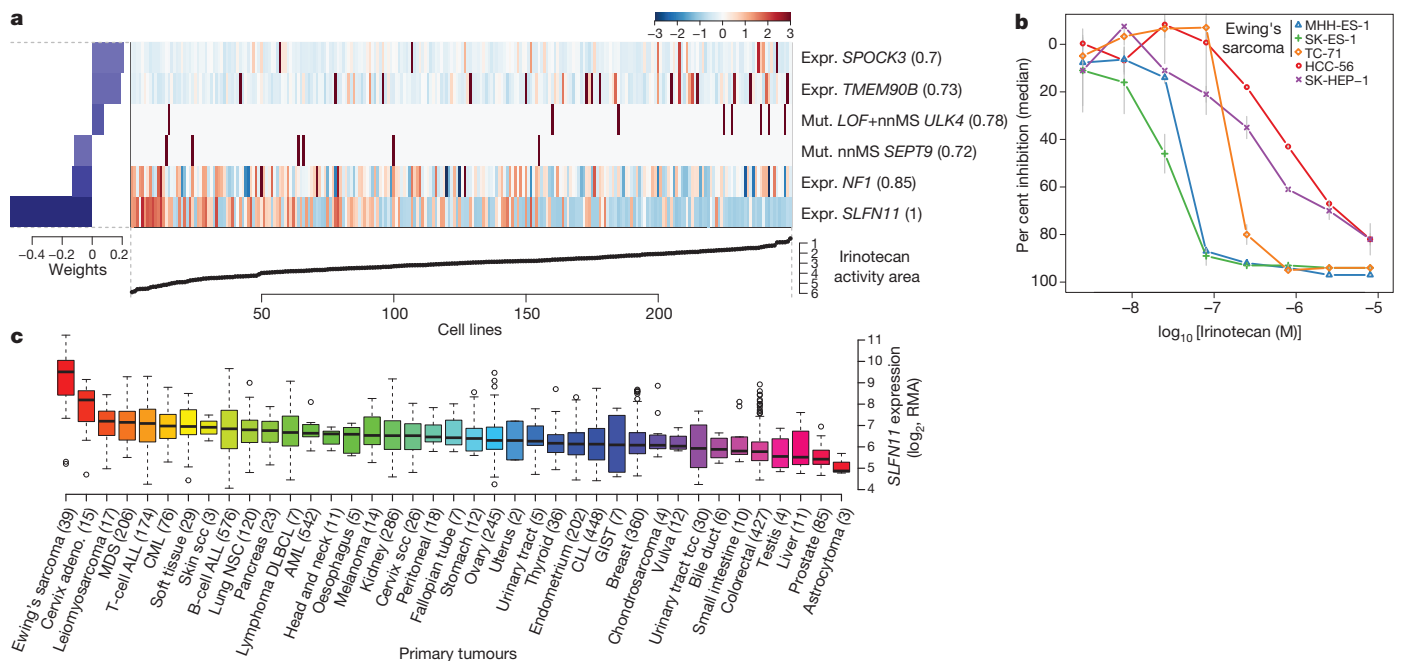 a
−3 −2 −1 0 1 2 3
Expr. SPOCK3 (0.7)
Expr. TMEM90B (0.73)
Mut. LOF+nnMS ULK4 (0.78)
Mut. nnMS SEPT9 (0.72)
Expr. NF1 (0.85)
Expr. SLFN11 (1)
−0.4 −0.2 0 0.2
Weights
1
2
3
4
5
6
Irinotecan
activity area
50 100 150 200
Cell lines
b
Ewing's
sarcoma
MHH-ES-1
SK-ES-1
TC-71
HCC-56
SK-HEP-1
0
20
40
60
80
100
Per cent inhibition (median)
−8 −7 −6 −5
log10 [Irinotecan (M)]
c
11
10
9
8
7
6
5
4
SLFN11 expression
(log2, RMA)
Ewing's sarcoma (39)
Cervix adeno. (15)
Leiomyosarcoma (17)
MDS (206)
T-cell ALL (174)
CML (76)
Soft tissue (29)
Skin scc (3)
B-cell ALL (576)
Lung NSC (120)
Pancreas (23)
Lymphoma DLBCL (7)
AML (542)
Head and neck (11)
Oesophagus (5)
Melanoma (14)
Kidney (286)
Cervix scc (26)
Peritoneal (18)
Fallopian tube (7)
Stomach (12)
Ovary (245)
Uterus (2)
Urinary tract (5)
Thyroid (36)
Endometrium (202)
CLL (448)
GIST (7)
Breast (360)
Chondrosarcoma (4)
Vulva (12)
Urinary tract tcc (30)
Bile duct (6)
Small intestine (10)
Colorectal (427)
Testis (4)
Liver (11)
Prostate (85)
Astrocytoma (3)
Primary tumours